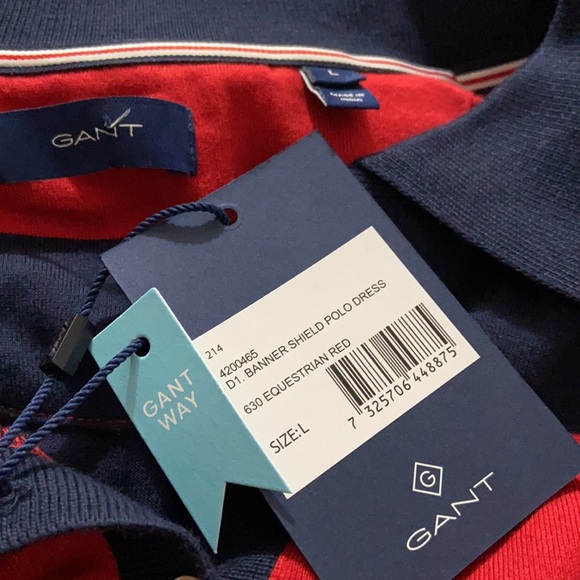 GANT
L
GANT
WAY
214
4200465
D1. BANNER SHIELD POLO DRESS
630 EQUESTRIAN RED
SIZE:L
7 325706 448875
G
GANT